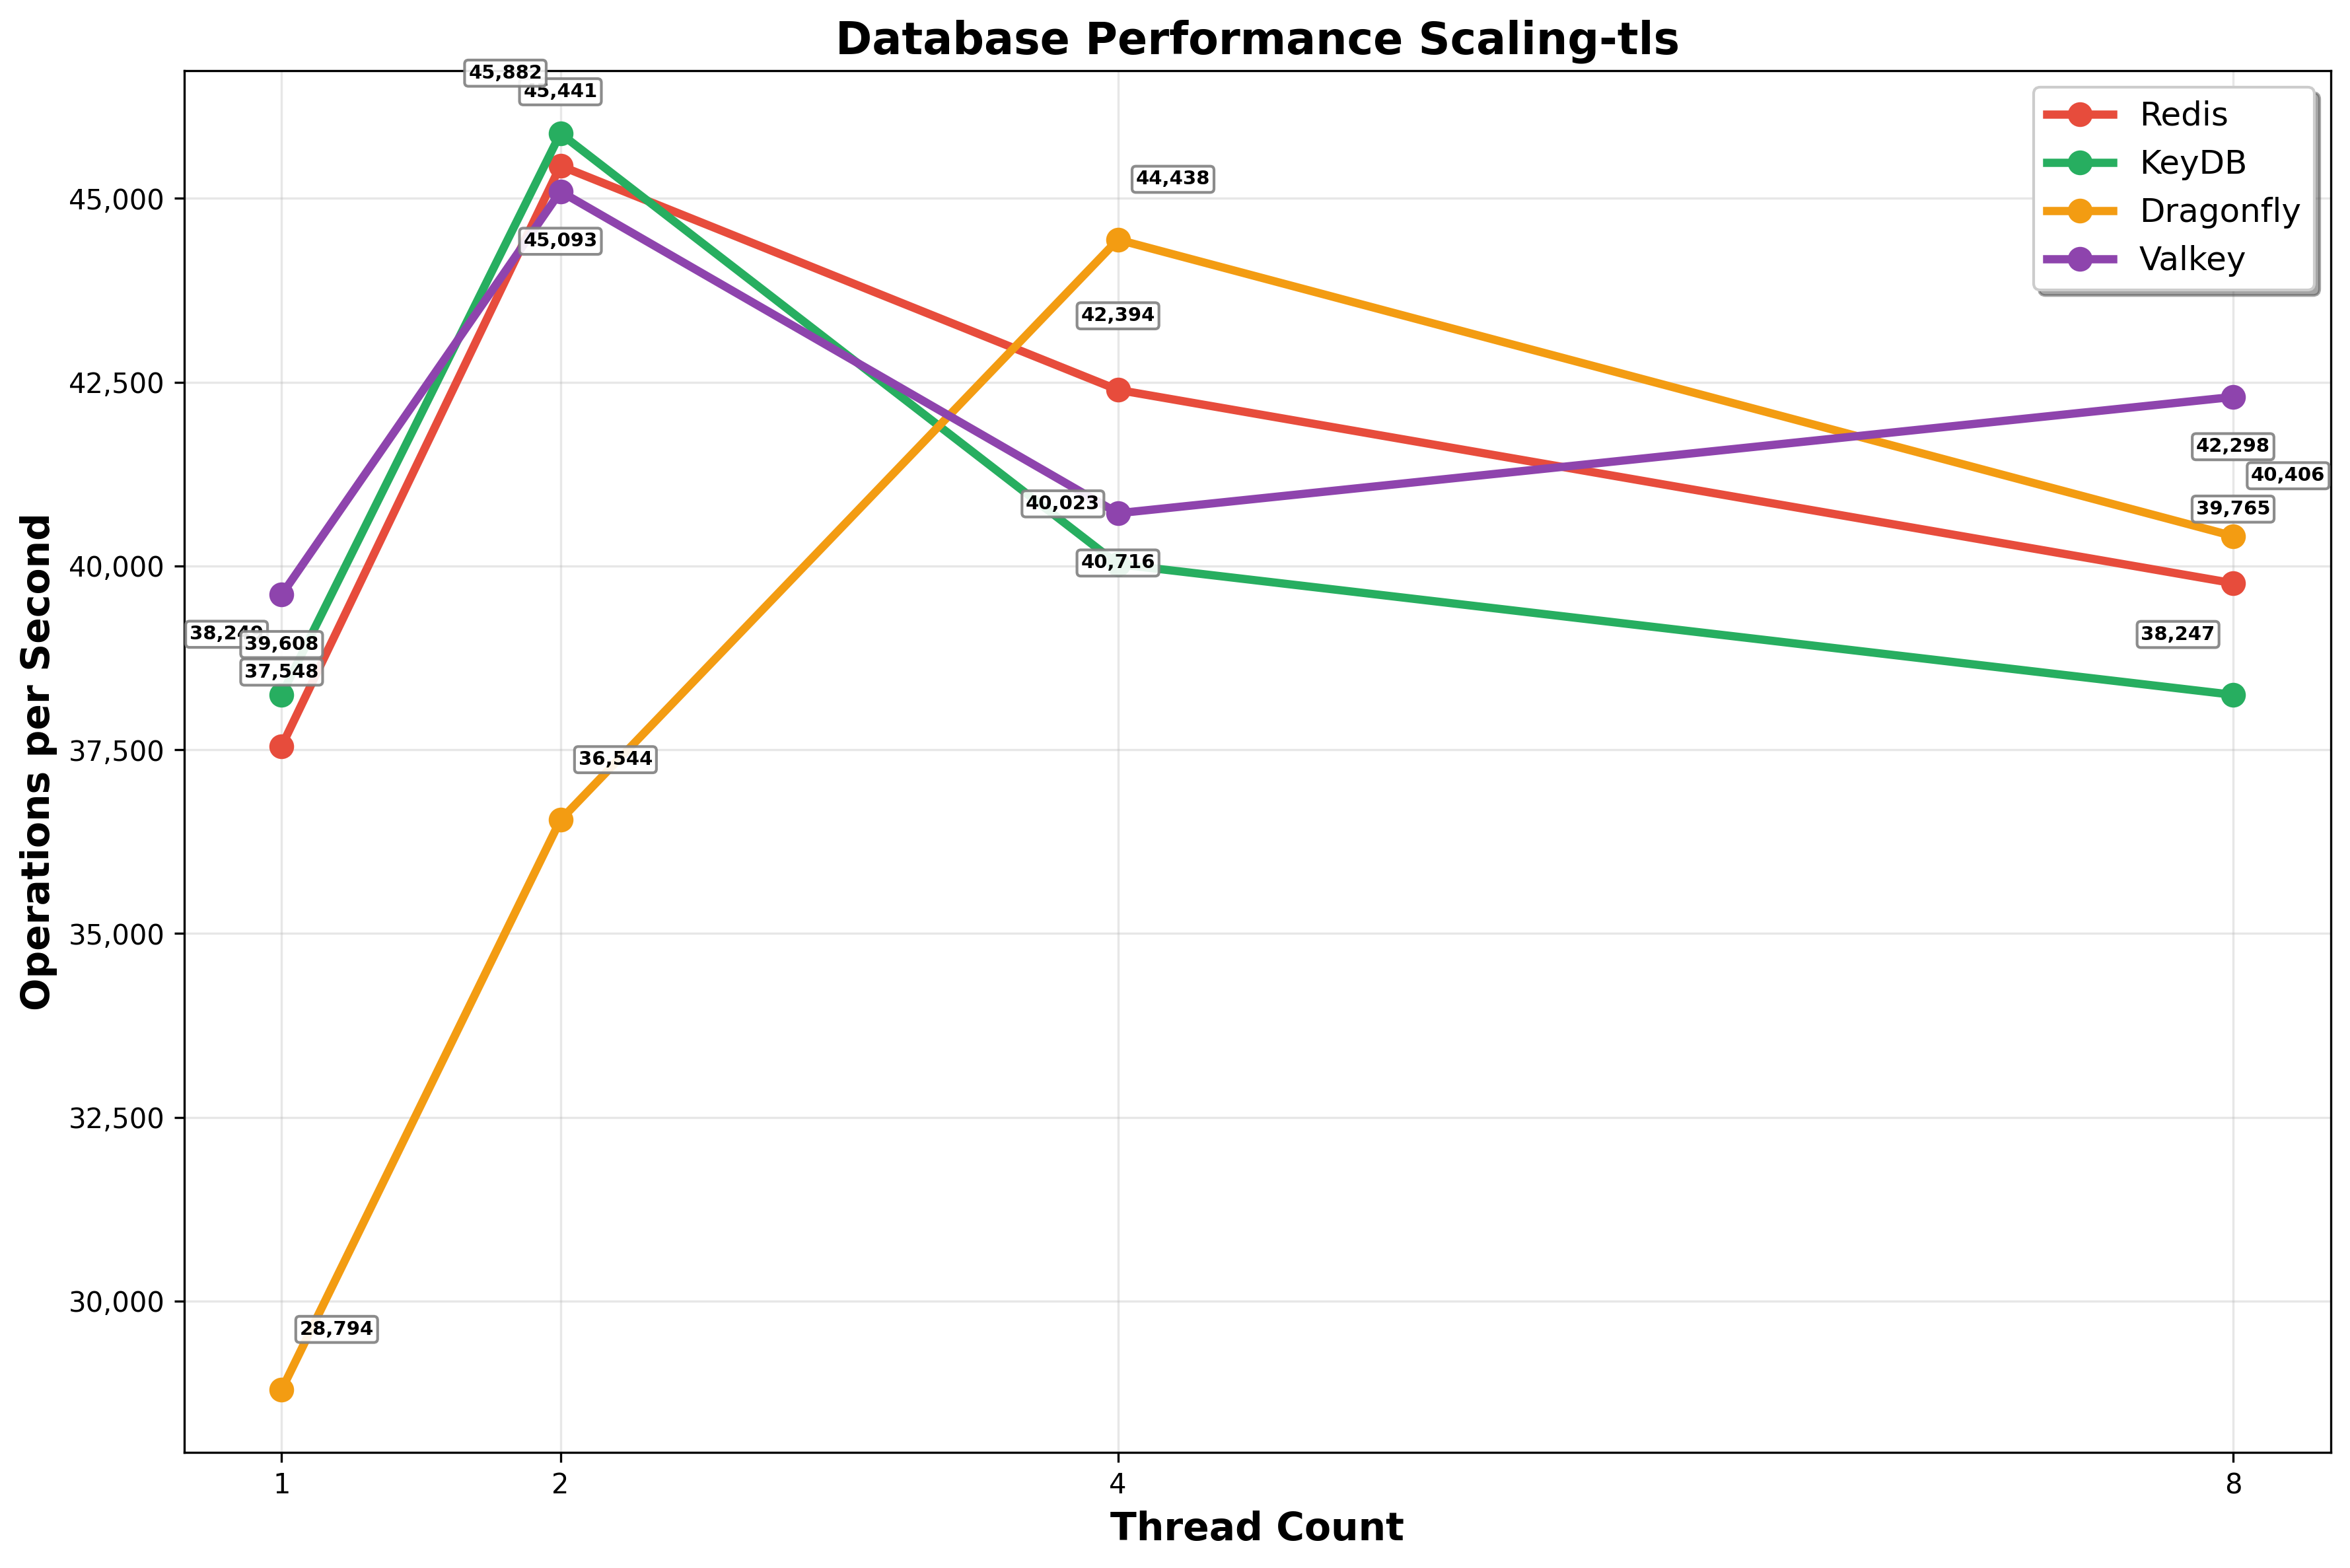 Database Performance Scaling-tls
45,882
45,441
Redis
KeyDB
Dragonfly
Valkey
44,438
45,093
42,394
42,298
40,406
40,023
39,765
40,716
39,608
38,247
37,548
36,544
28,794
45,000
42,500
40,000
37,500
35,000
32,500
30,000
Operations per Second
1 2 4 8
Thread Count